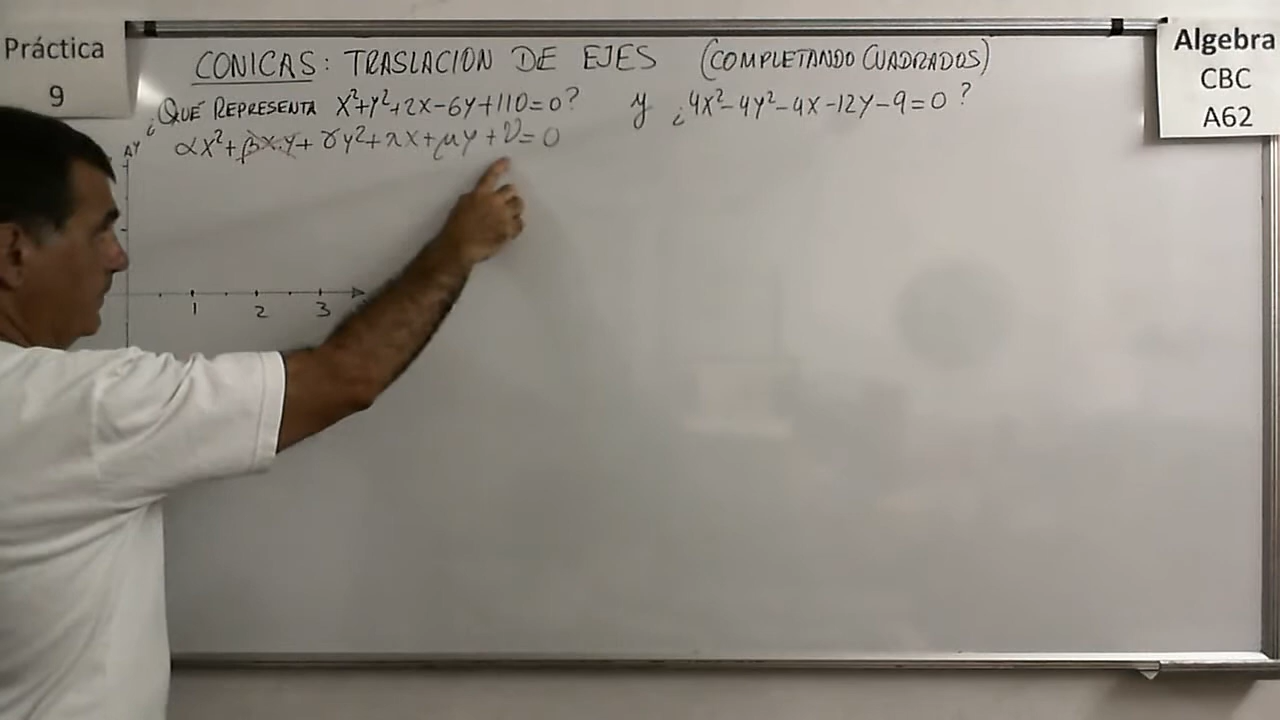 Práctica
9
CONICAS: TRASLACION DE EJES (COMPLETANDO CUADRADOS)
¿QUÉ REPRESENTA X²+Y²+2X-6Y+110=0? y ¿4X²-4Y²-4X-12Y-9=0?
αX²+βX.Y+γY²+λX+μY+ν=0
Y
1 2 3
Algebra
CBC
A62